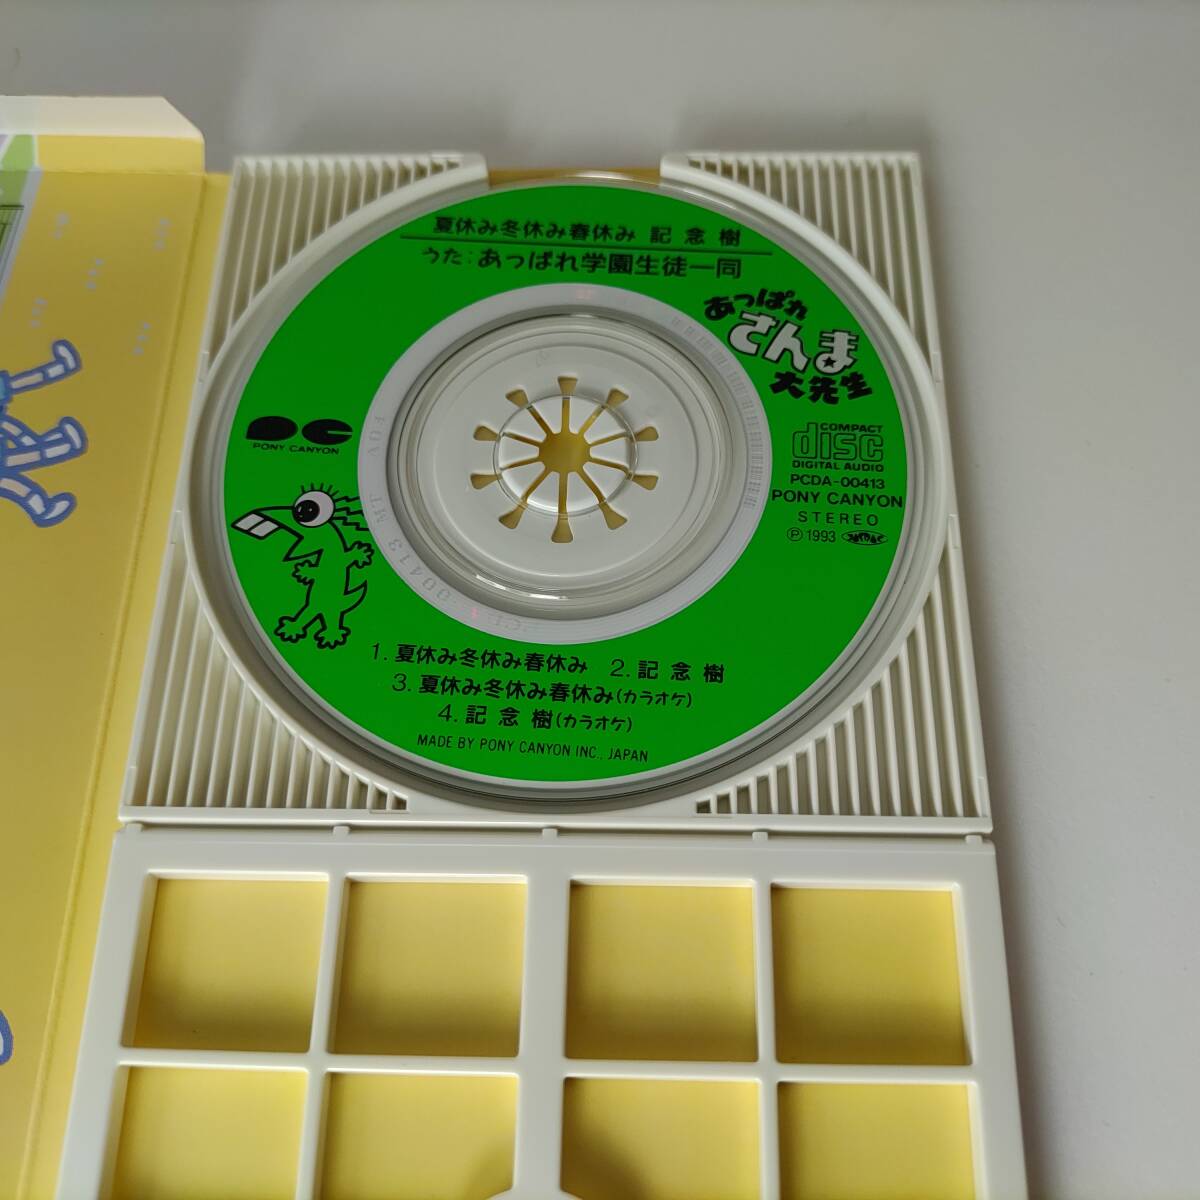 夏休み冬休み春休み 記念樹
うた:あっぱれ学園生徒一同
あっぱれ
さんま
大先生
PONY CANYON
COMPACT
disc
DIGITAL AUDIO
PCDA-00413
PONY CANYON
STEREO
Ⓟ1993
1. 夏休み冬休み春休み 2. 記念樹
3. 夏休み冬休み春休み(カラオケ)
4. 記念樹(カラオケ)
MADE BY PONY CANYON INC., JAPAN